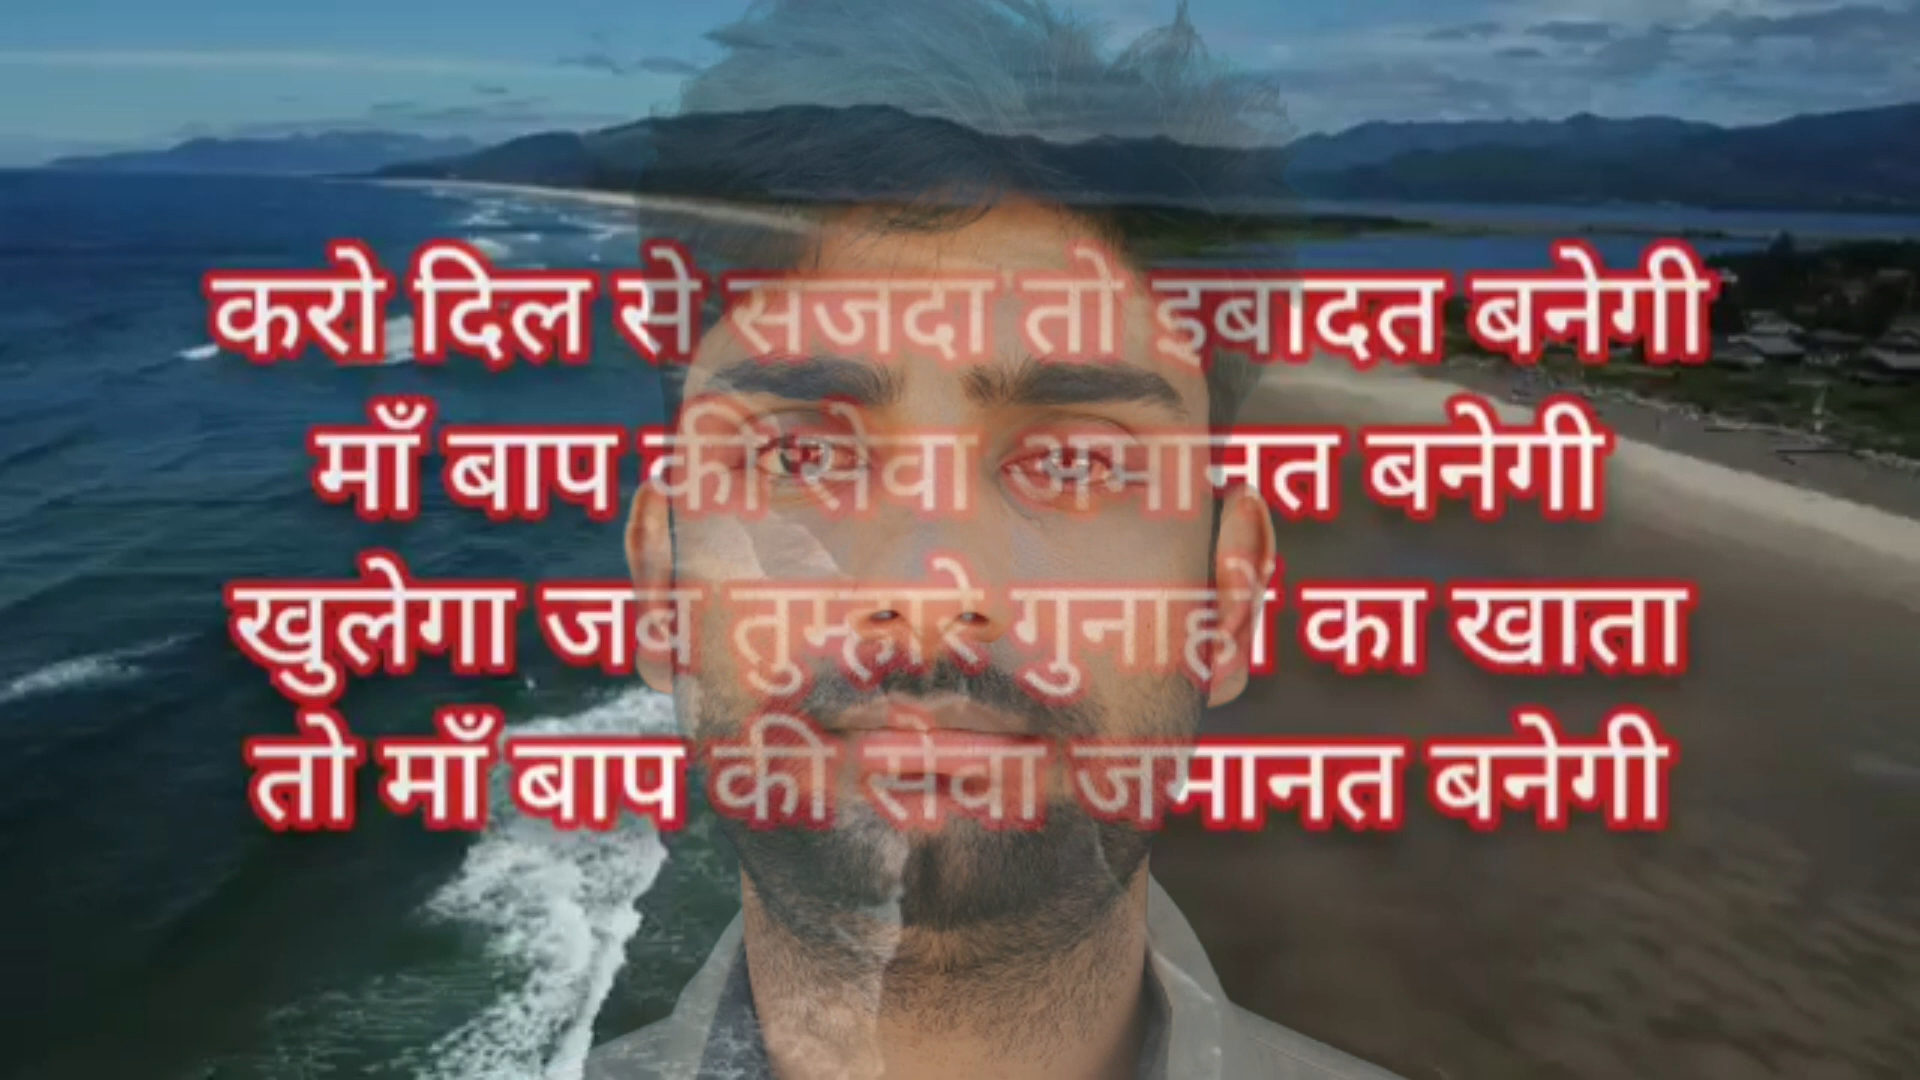 करो दिल से सजदा तो इबादत बनेगी
माँ बाप की सेवा अमानत बनेगी
खुलेगा जब तुम्हारे गुनाहों का खाता
तो माँ बाप की सेवा जमानत बनेगी